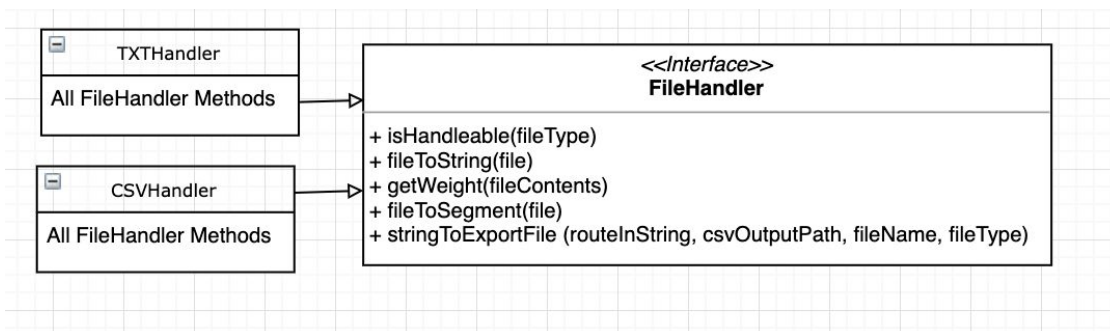 TXTHandler
All FileHandler Methods
CSVHandler
All FileHandler Methods
<<Interface>>
FileHandler
+ isHandleable(fileType)
+ fileToString(file)
+ getWeight(fileContents)
+ fileToSegment(file)
+ stringToExportFile (routeInString, csvOutputPath, fileName, fileType)